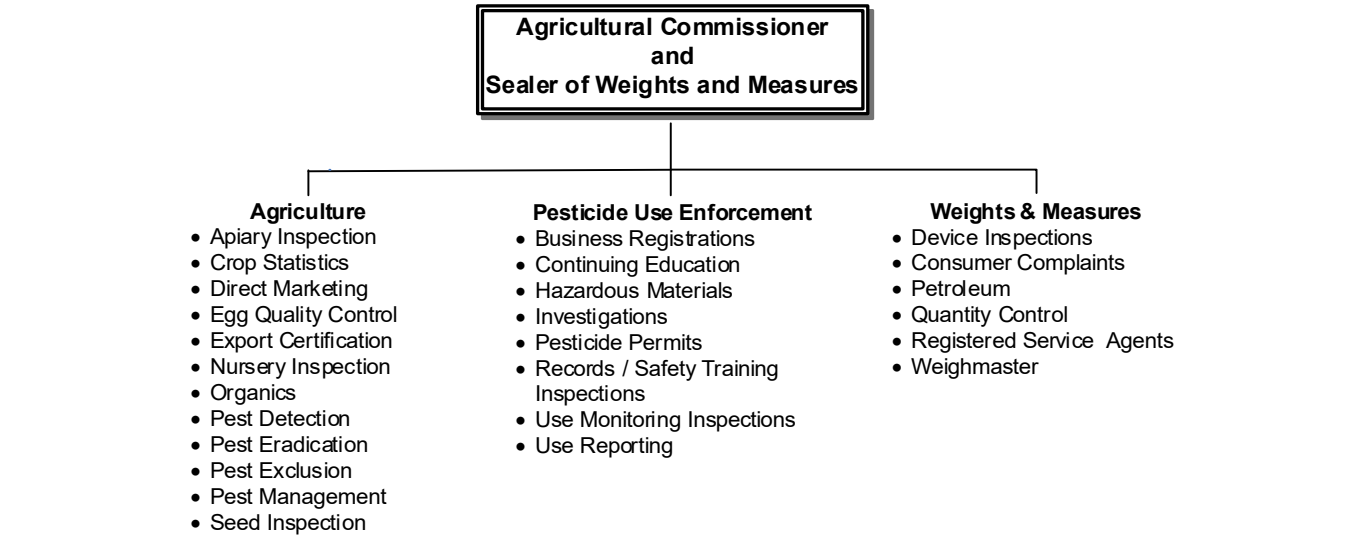 Agricultural Commissioner
and
Sealer of Weights and Measures
Agriculture
• Apiary Inspection
• Crop Statistics
• Direct Marketing
• Egg Quality Control
• Export Certification
• Nursery Inspection
• Organics
• Pest Detection
• Pest Eradication
• Pest Exclusion
• Pest Management
• Seed Inspection
Pesticide Use Enforcement
• Business Registrations
• Continuing Education
• Hazardous Materials
• Investigations
• Pesticide Permits
• Records / Safety Training
Inspections
• Use Monitoring Inspections
• Use Reporting
Weights & Measures
• Device Inspections
• Consumer Complaints
• Petroleum
• Quantity Control
• Registered Service Agents
• Weighmaster